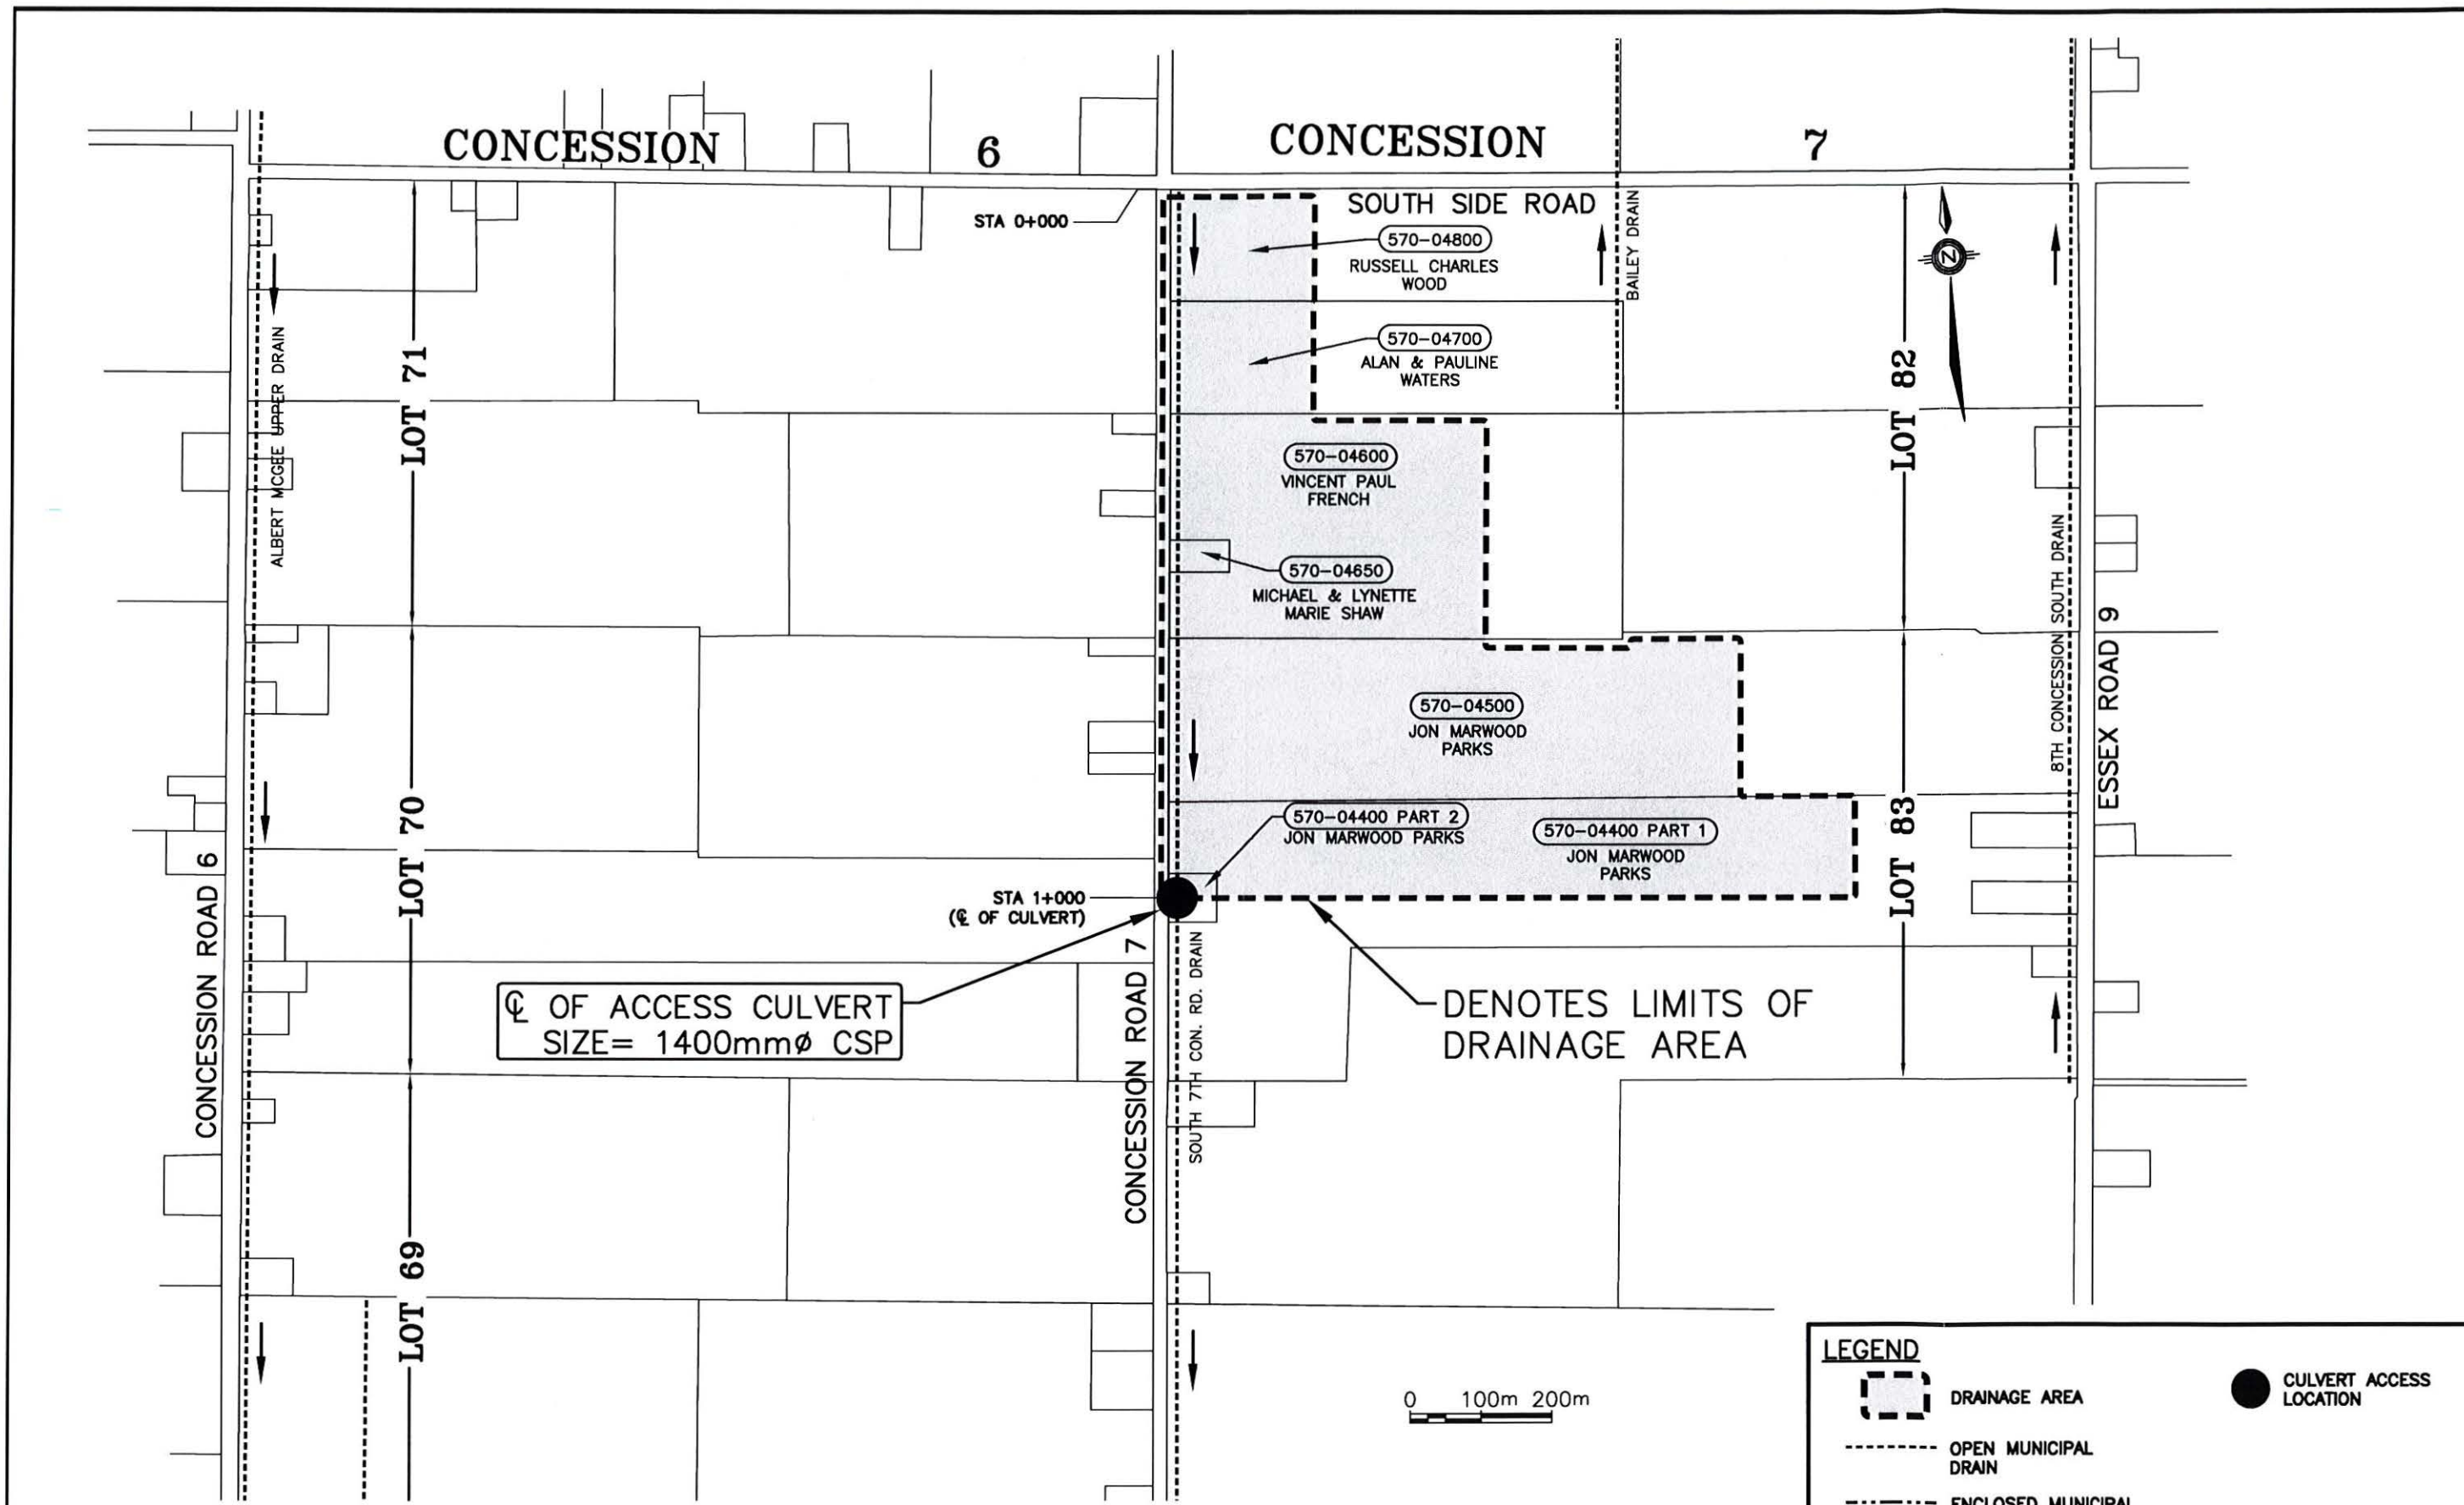 CONCESSION 6
CONCESSION 7
SOUTH SIDE ROAD
STA 0+000
570-04800
RUSSELL CHARLES
WOOD
BAILEY DRAIN
N
570-04700
ALAN & PAULINE
WATERS
LOT 71
ALBERT MCGEE UPPER DRAIN
LOT 82
570-04600
VINCENT PAUL
FRENCH
570-04650
MICHAEL & LYNETTE
MARIE SHAW
8TH CONCESSION SOUTH DRAIN
ESSEX ROAD 9
570-04500
JON MARWOOD
PARKS
570-04400 PART 2
JON MARWOOD PARKS
570-04400 PART 1
JON MARWOOD
PARKS
LOT 70
LOT 83
CONCESSION ROAD 6
STA 1+000
(℄ OF CULVERT)
℄ OF ACCESS CULVERT
SIZE= 1400mmø CSP
CONCESSION ROAD 7
SOUTH 7TH CON. RD. DRAIN
DENOTES LIMITS OF
DRAINAGE AREA
LOT 69
0 100m 200m
LEGEND
DRAINAGE AREA
CULVERT ACCESS
LOCATION
OPEN MUNICIPAL
DRAIN
ENCLOSED MUNICIPAL